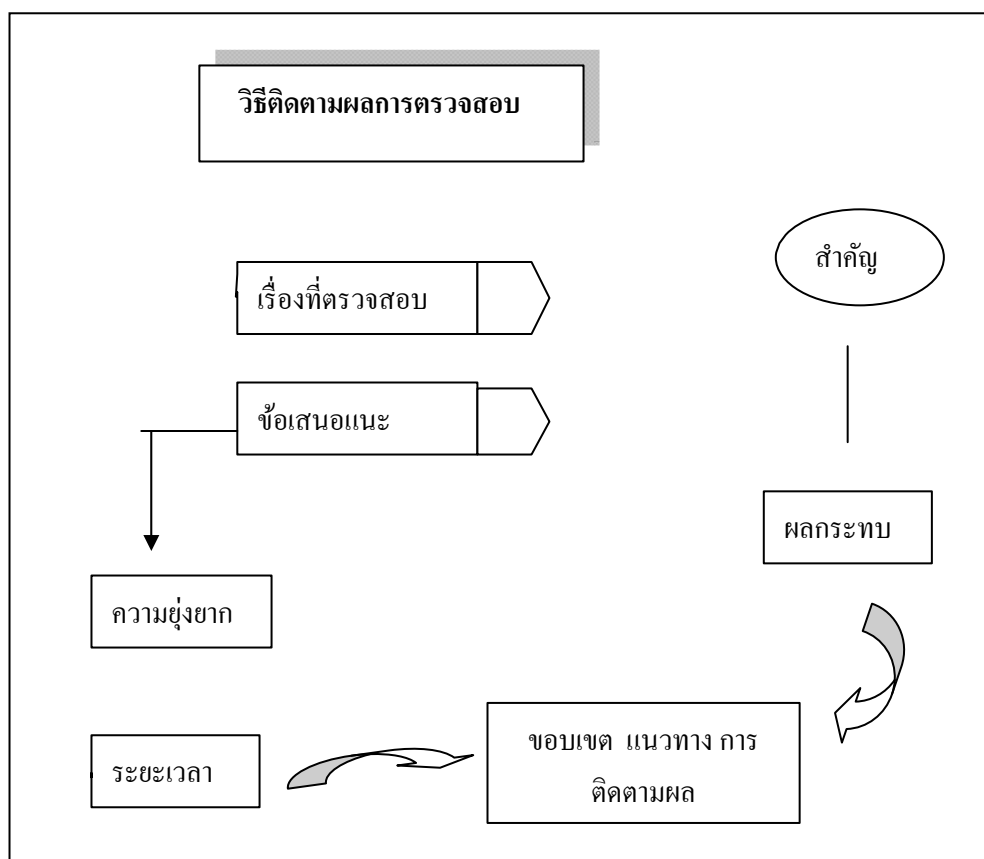 วิธีติดตามผลการตรวจสอบ
สำคัญ
เรื่องที่ตรวจสอบ
ข้อเสนอแนะ
ผลกระทบ
ความยุ่งยาก
ระยะเวลา
ขอบเขต แนวทาง การ
ติดตามผล